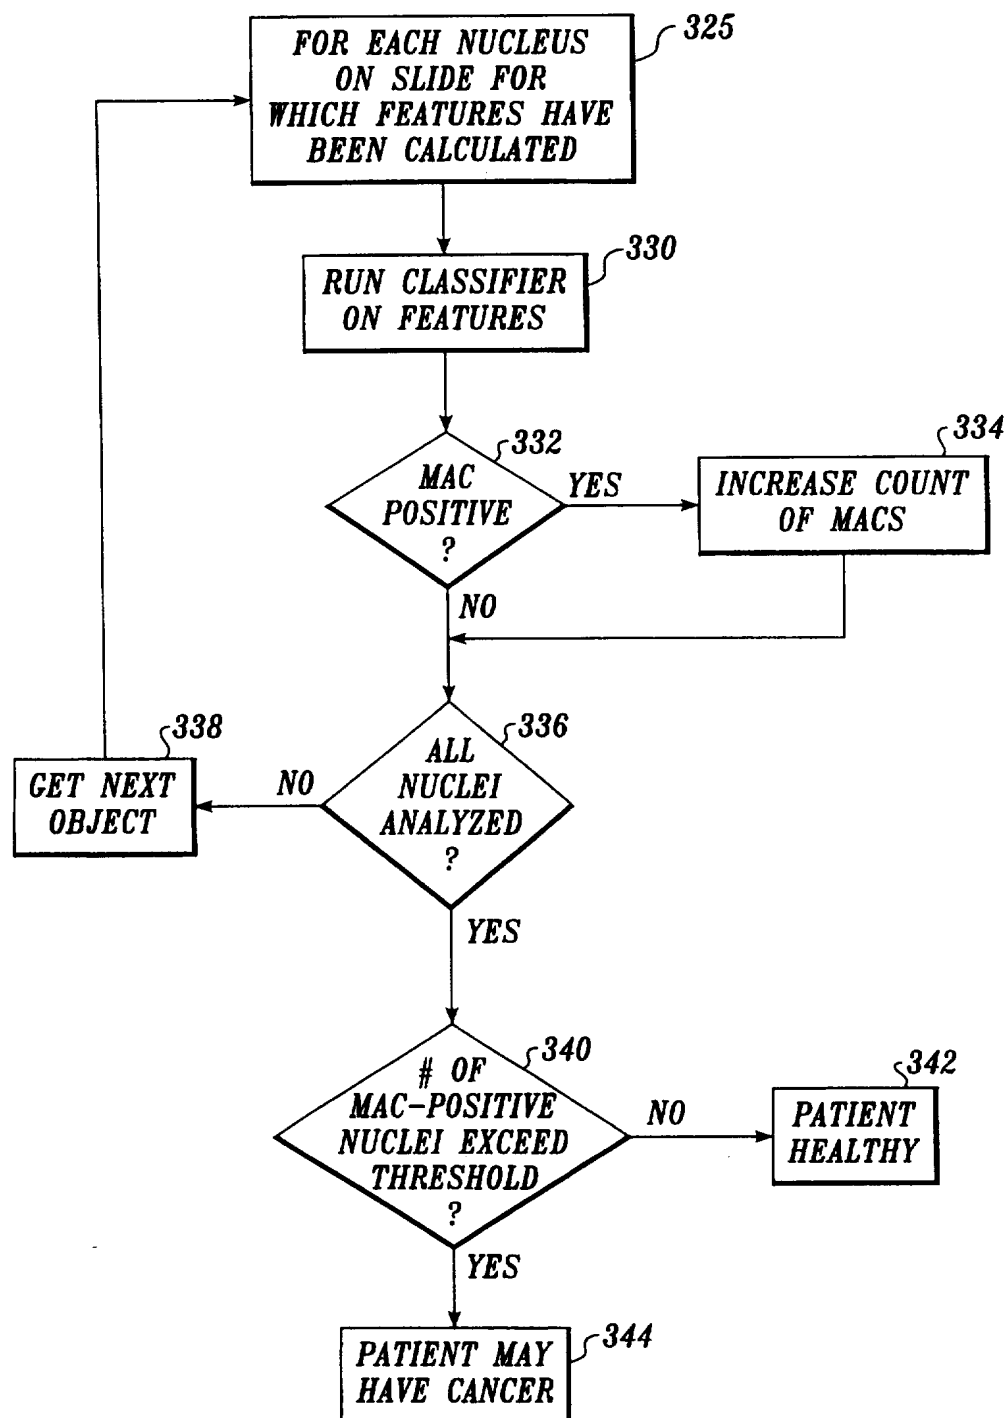 FOR EACH NUCLEUS
ON SLIDE FOR
WHICH FEATURES HAVE
BEEN CALCULATED
325
RUN CLASSIFIER
ON FEATURES
330
MAC
POSITIVE
?
332
YES
INCREASE COUNT
OF MACS
334
NO
ALL
NUCLEI
ANALYZED
?
336
NO
GET NEXT
OBJECT
338
YES
# OF
MAC-POSITIVE
NUCLEI EXCEED
THRESHOLD
?
340
NO
PATIENT
HEALTHY
342
YES
PATIENT MAY
HAVE CANCER
344